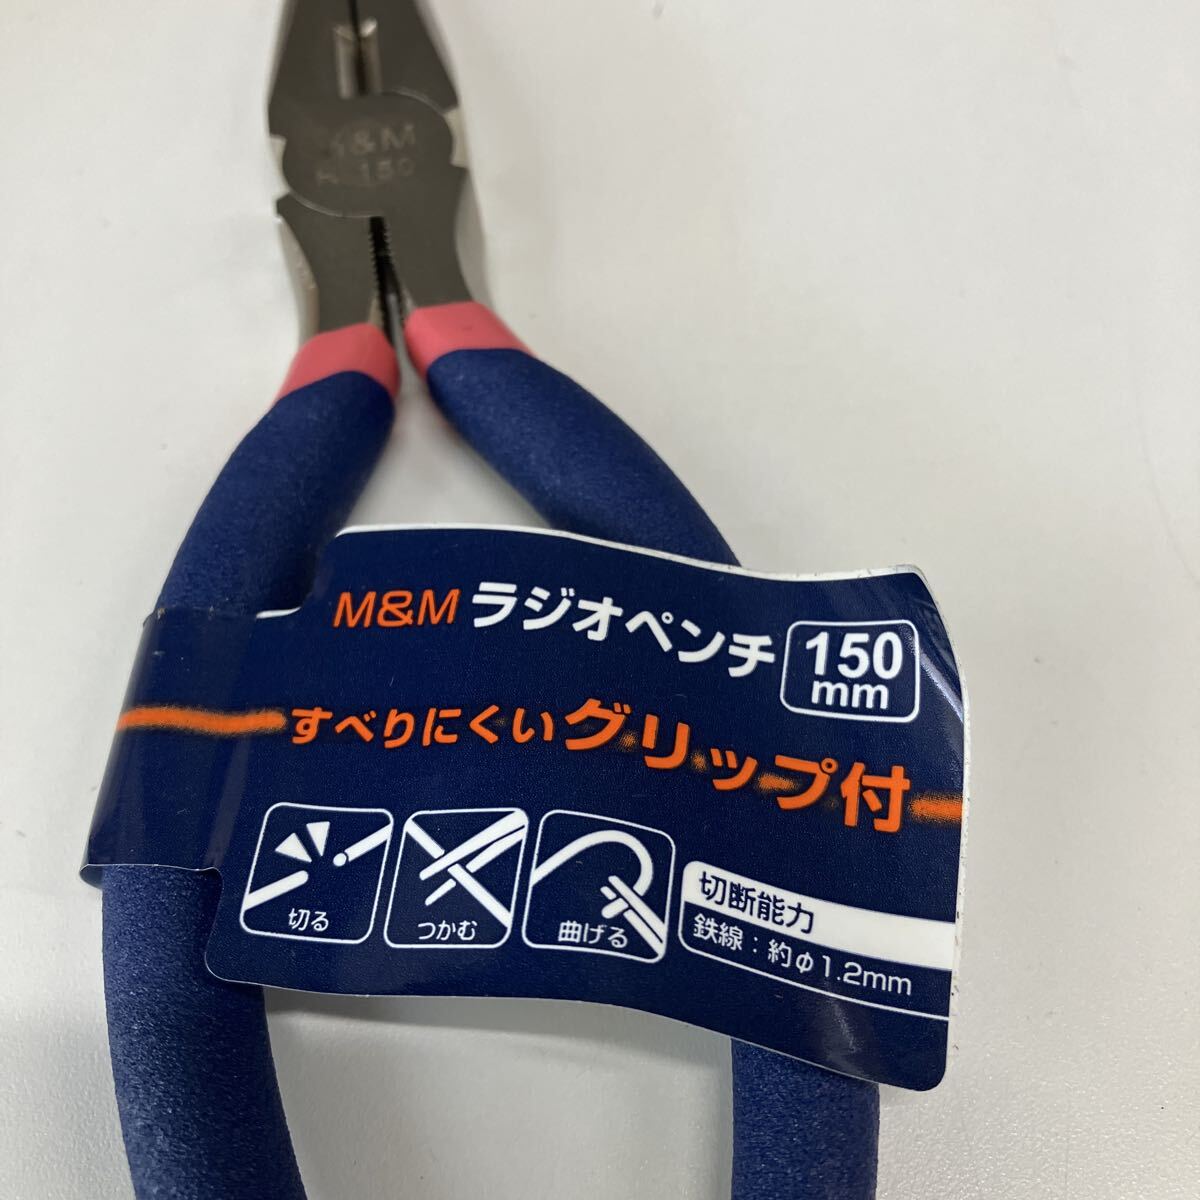 &M
150
M&M ラジオペンチ 150 mm
すべりにくいグリップ付
切る
つかむ
曲げる
切断能力
鉄線：約φ1.2mm